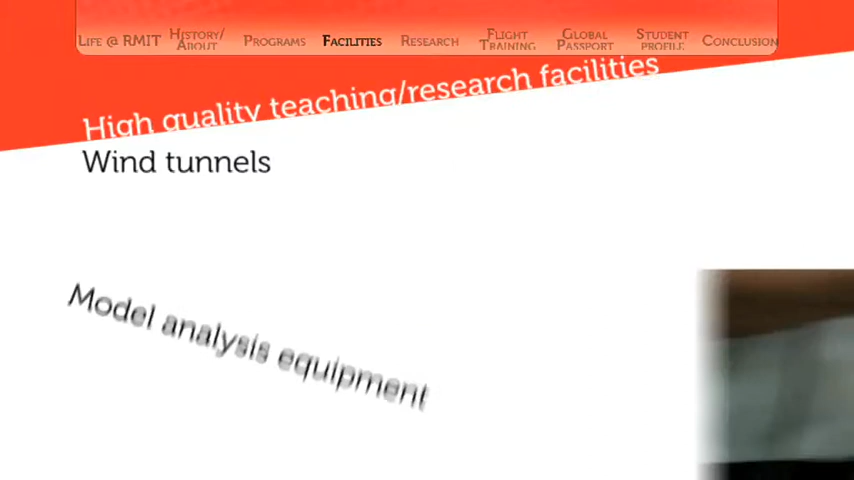 Life @ RMIT
History/
About
Programs
Facilities
Research
Flight
Training
Global
Passport
Student
profile
Conclusion
High quality teaching/research facilities
Wind tunnels
Model analysis equipment